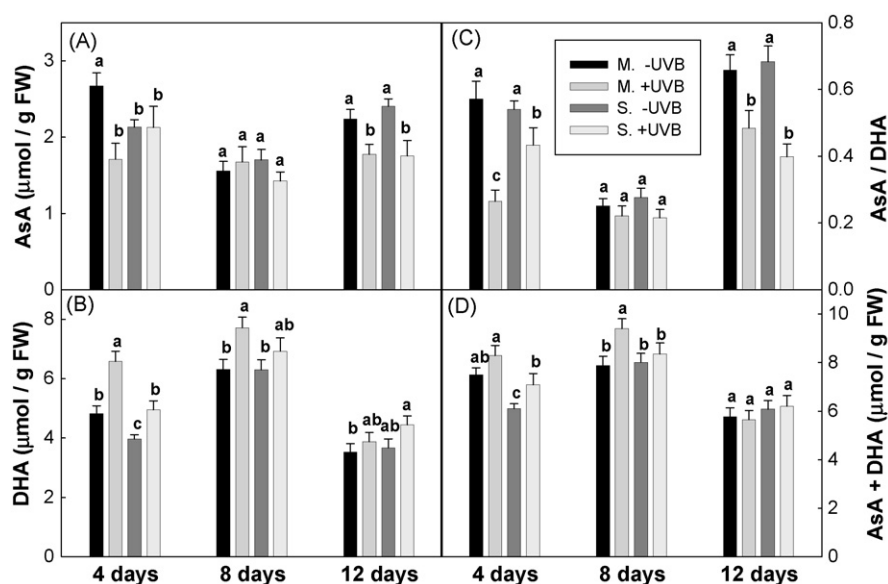 (A)
AsA (μmol / g FW)
3
2
1
0
a
b
b
b
a
a
a
a
a
b
a
b
(C)
M. -UVB
M. +UVB
S. -UVB
S. +UVB
0.8
0.6
0.4
0.2
0.0
AsA / DHA
a
c
a
b
a
a
a
a
a
b
a
b
(B)
DHA (μmol / g FW)
8
6
4
2
0
b
a
c
b
b
a
b
ab
b
ab
ab
a
4 days
8 days
12 days
(D)
10
8
6
4
2
0
AsA + DHA (μmol / g FW)
ab
a
c
b
b
a
b
b
a
a
a
a
4 days
8 days
12 days